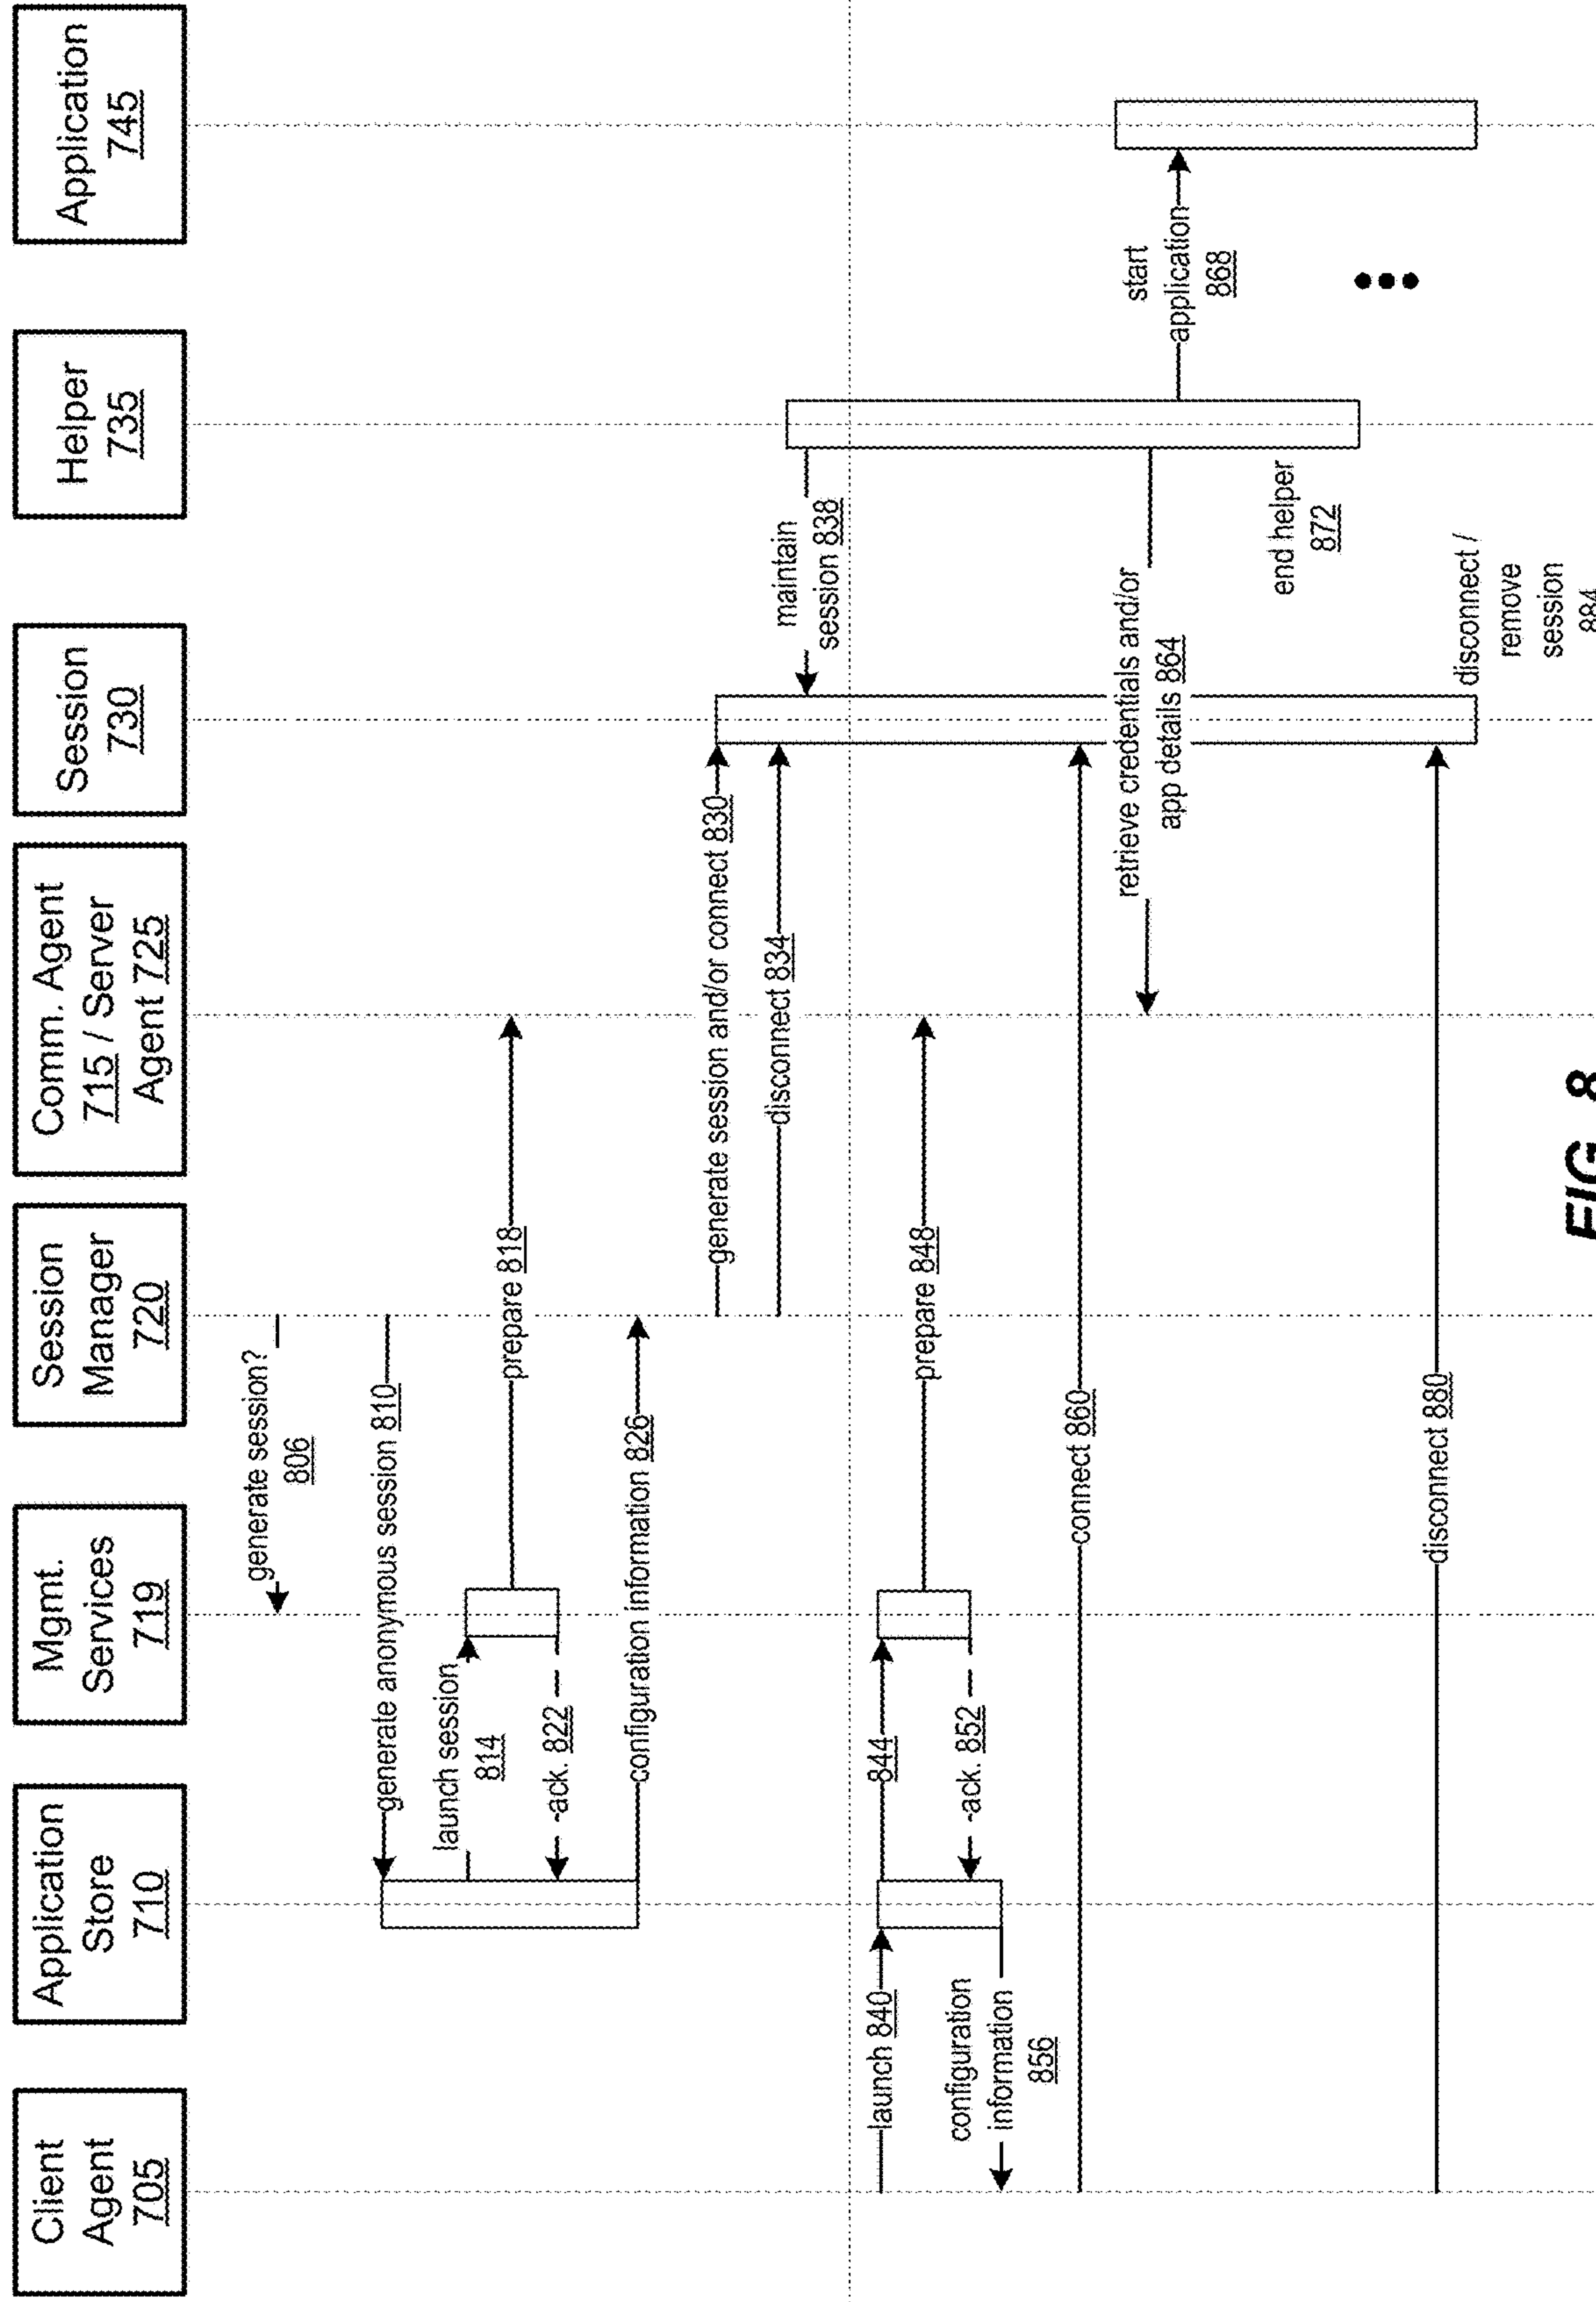 Client
Agent
705
Application
Store
710
Mgmt.
Services
719
Session
Manager
720
Comm. Agent
715 / Server
Agent 725
Session
730
Helper
735
Application
745
generate session?
806
generate anonymous session 810
launch session
814
prepare 818
-ack. 822
configuration information 826
generate session and/or connect 830
disconnect 834
maintain
session 838
launch 840
844
prepare 848
-ack. 852
configuration
information
856
connect 860
retrieve credentials and/or
app details 864
start
application
868
end helper
872
disconnect 880
disconnect /
remove
session
884
FIG. 8